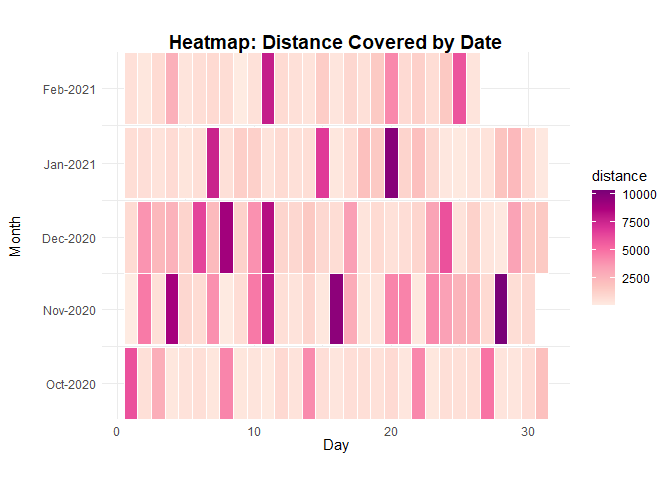 Heatmap: Distance Covered by Date
Feb-2021
Jan-2021
Dec-2020
Nov-2020
Oct-2020
Month
0
10
20
30
Day
distance
10000
7500
5000
2500